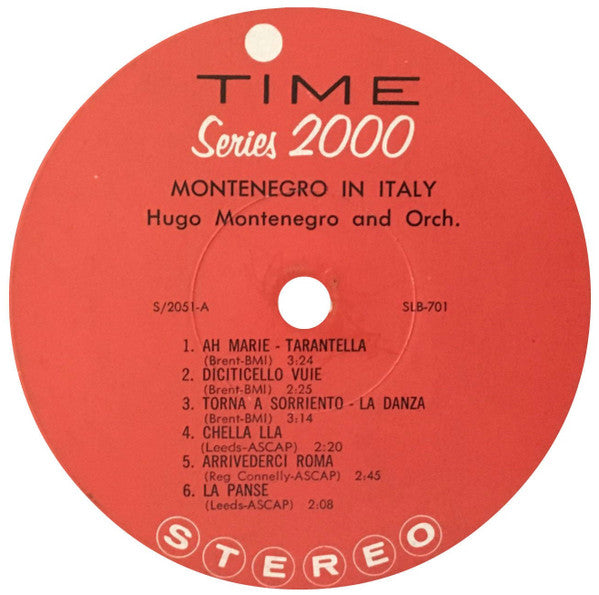 TIME
Series 2000
MONTENEGRO IN ITALY
Hugo Montenegro and Orch.
S/2051-A SLB-701
1. AH MARIE - TARANTELLA
(Brent-BMI) 3:24
2. DICITICELLO VUIE
(Brent-BMI) 2:25
3. TORNA A SORRIENTO - LA DANZA
(Brent-BMI) 3:14
4. CHELLA LLA
(Leeds-ASCAP) 2:20
5. ARRIVEDERCI ROMA
(Reg Connelly-ASCAP) 2:45
6. LA PANSE
(Leeds-ASCAP) 2:08
STEREO